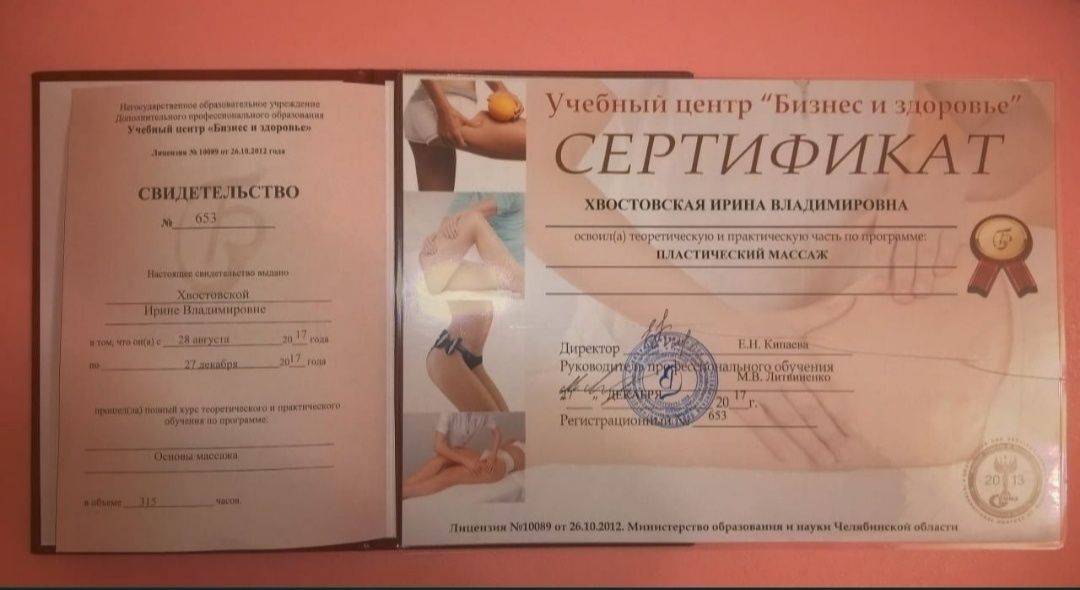 Негосударственное образовательное учреждение
Дополнительного профессионального образования
Учебный центр «Бизнес и здоровье»
Лицензия № 10089 от 26.10.2012 года
СВИДЕТЕЛЬСТВО
№ 653
Настоящее свидетельство выдано
Хвостовской
Ирине Владимировне
в том, что он(а) с 28 августа 2017 года
по 27 декабря 2017 года
прошел(ла) полный курс теоретического и практического
обучения по программе:
Основы массажа
в объеме 315 часов.
Учебный центр “Бизнес и здоровье”
СЕРТИФИКАТ
ХВОСТОВСКАЯ ИРИНА ВЛАДИМИРОВНА
освоил(а) теоретическую и практическую часть по программе:
ПЛАСТИЧЕСКИЙ МАССАЖ
Директор Е.Н. Кипаева
Руководитель профессионального обучения
М.В. Литвиненко
27 „ ДЕКАБРЯ 20 17 г.
Регистрационный № 653
2013
Лицензия №10089 от 26.10.2012. Министерство образования и науки Челябинской области